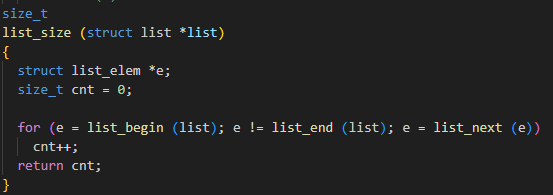 size_t
list_size (struct list *list)
{
  struct list_elem *e;
  size_t cnt = 0;

  for (e = list_begin (list); e != list_end (list); e = list_next (e))
    cnt++;
  return cnt;
}